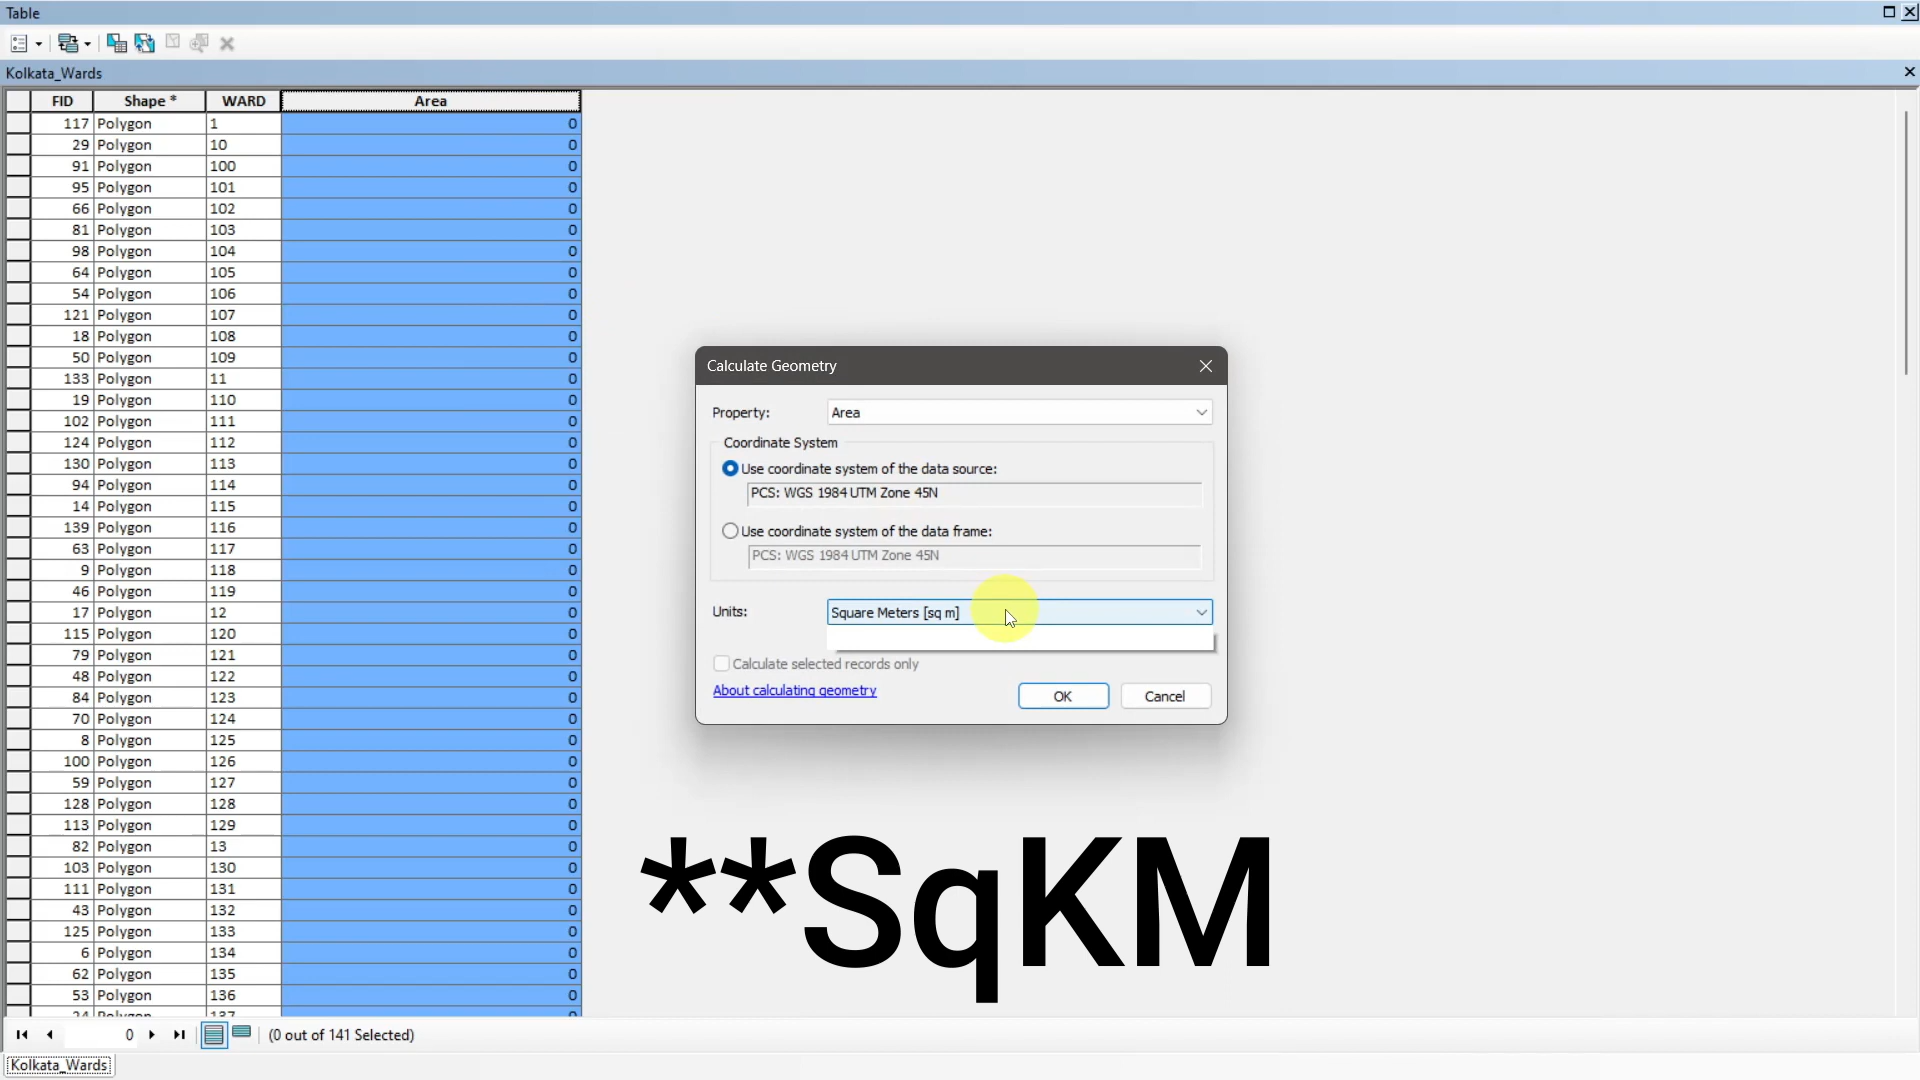 Table
Kolkata_Wards
FID Shape * WARD Area
117 Polygon 1 0
29 Polygon 10 0
91 Polygon 100 0
95 Polygon 101 0
66 Polygon 102 0
81 Polygon 103 0
98 Polygon 104 0
64 Polygon 105 0
54 Polygon 106 0
121 Polygon 107 0
18 Polygon 108 0
50 Polygon 109 0
133 Polygon 11 0
19 Polygon 110 0
102 Polygon 111 0
124 Polygon 112 0
130 Polygon 113 0
94 Polygon 114 0
14 Polygon 115 0
139 Polygon 116 0
63 Polygon 117 0
9 Polygon 118 0
46 Polygon 119 0
17 Polygon 12 0
115 Polygon 120 0
79 Polygon 121 0
48 Polygon 122 0
84 Polygon 123 0
70 Polygon 124 0
8 Polygon 125 0
100 Polygon 126 0
59 Polygon 127 0
128 Polygon 128 0
113 Polygon 129 0
82 Polygon 13 0
103 Polygon 130 0
111 Polygon 131 0
43 Polygon 132 0
125 Polygon 133 0
6 Polygon 134 0
62 Polygon 135 0
53 Polygon 136 0
24 Polygon 137 0
Calculate Geometry
Property: Area
Coordinate System
Use coordinate system of the data source:
PCS: WGS 1984 UTM Zone 45N
Use coordinate system of the data frame:
PCS: WGS 1984 UTM Zone 45N
Units: Square Meters [sq m]
Calculate selected records only
About calculating geometry
OK Cancel
**SqKM
0 (0 out of 141 Selected)
Kolkata_Wards